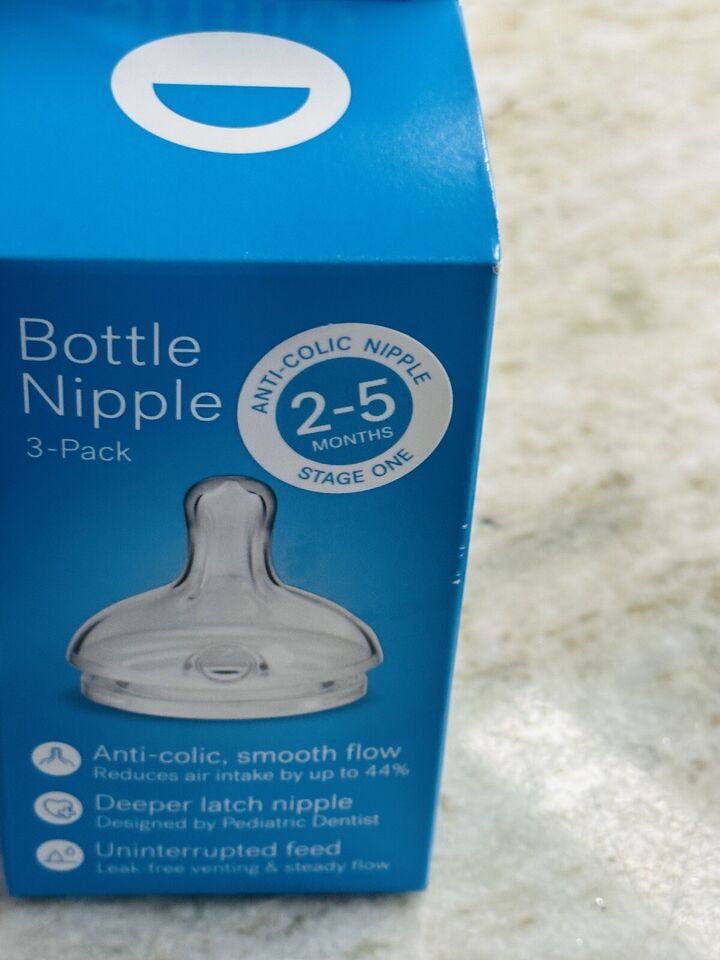 Bottle
Nipple
3-Pack
ANTI-COLIC NIPPLE
2-5
MONTHS
STAGE ONE
Anti-colic, smooth flow
Reduces air intake by up to 44%
Deeper latch nipple
Designed by Pediatric Dentist
Uninterrupted feed
Leak-free venting & steady flow